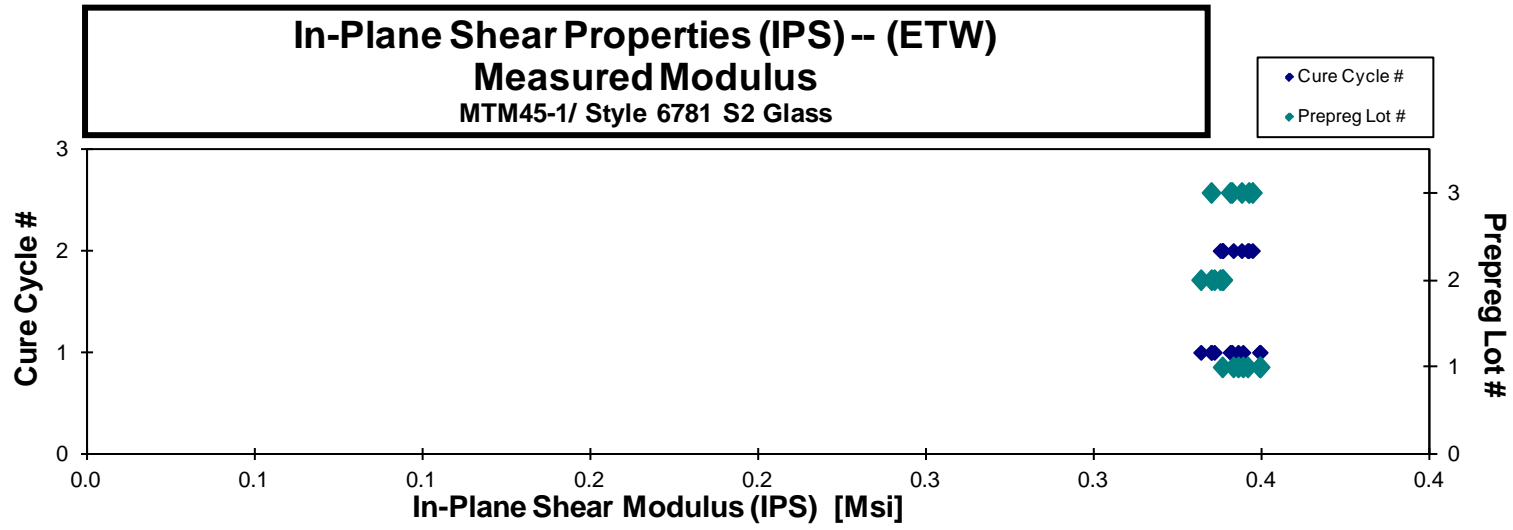 In-Plane Shear Properties (IPS) -- (ETW)
Measured Modulus
MTM45-1/ Style 6781 S2 Glass
Cure Cycle #
Prepreg Lot #
3
2
1
0
Cure Cycle #
3
2
1
0
Prepreg Lot #
0.0 0.1 0.1 0.2 0.2 0.3 0.3 0.4 0.4
In-Plane Shear Modulus (IPS) [Msi]